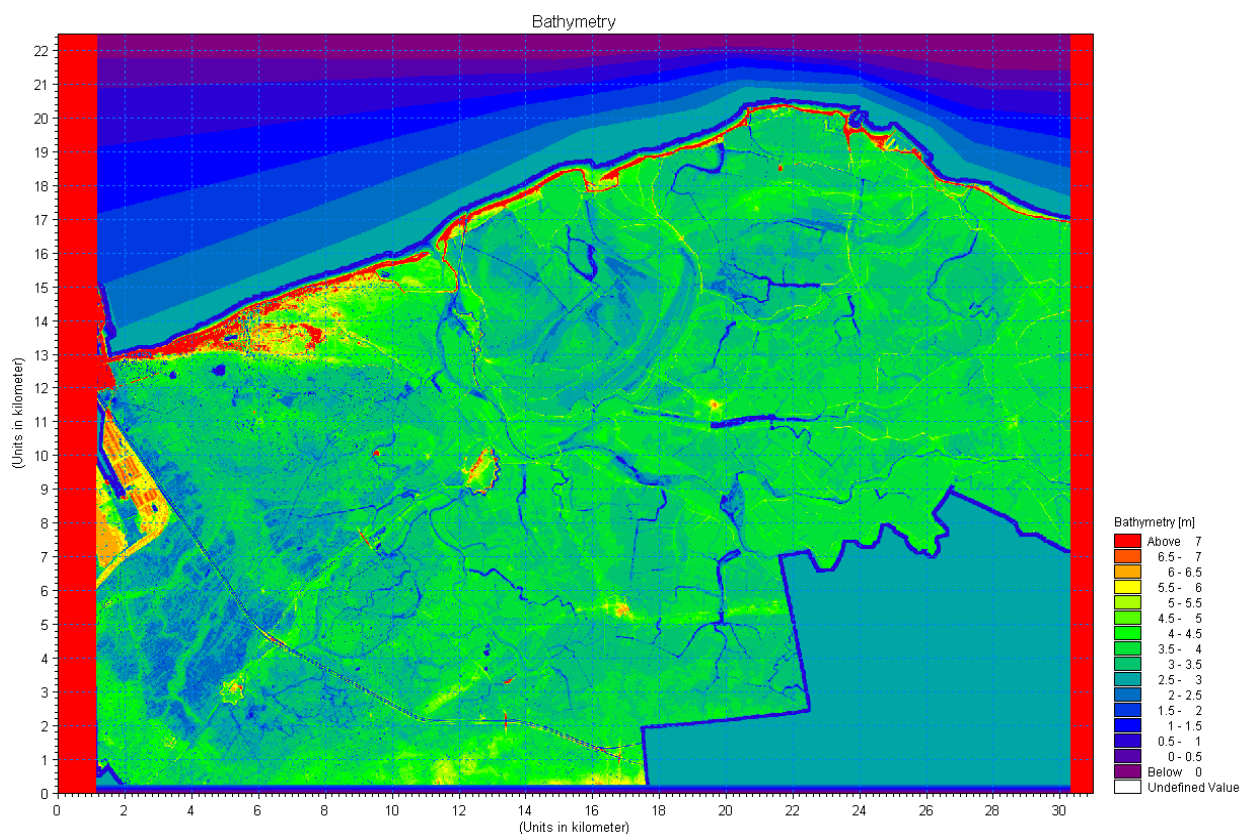 Bathymetry
22
21
20
19
18
17
16
15
14
13
12
11
10
9
8
7
6
5
4
3
2
1
0
(Units in kilometer)
0 2 4 6 8 10 12 14 16 18 20 22 24 26 28 30
(Units in kilometer)
Bathymetry [m]
Above 7
6.5 - 7
6 - 6.5
5.5 - 6
5 - 5.5
4.5 - 5
4 - 4.5
3.5 - 4
3 - 3.5
2.5 - 3
2 - 2.5
1.5 - 2
1 - 1.5
0.5 - 1
0 - 0.5
Below 0
Undefined Value